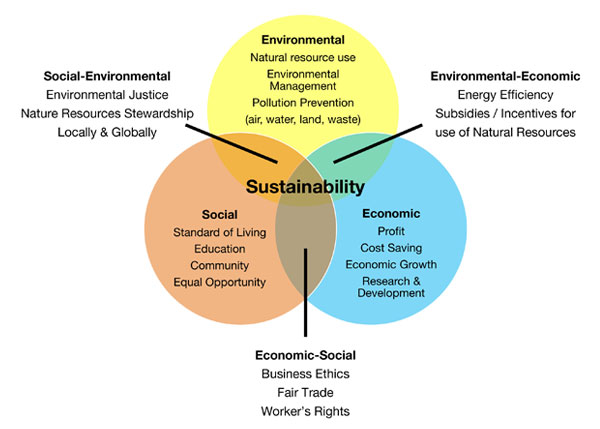 Environmental
Natural resource use
Environmental
Management
Pollution Prevention
(air, water, land, waste)
Social-Environmental
Environmental Justice
Nature Resources Stewardship
Locally & Globally
Environmental-Economic
Energy Efficiency
Subsidies / Incentives for
use of Natural Resources
Sustainability
Social
Standard of Living
Education
Community
Equal Opportunity
Economic
Profit
Cost Saving
Economic Growth
Research &
Development
Economic-Social
Business Ethics
Fair Trade
Worker's Rights